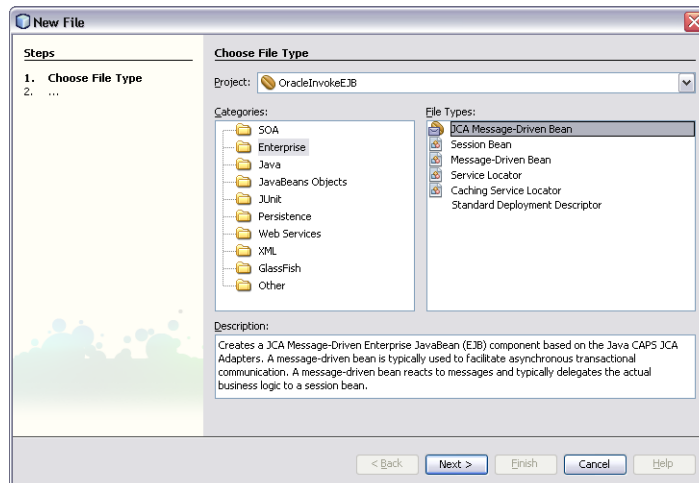 New File
Steps
1. Choose File Type
2. ...
Choose File Type
Project: OracleInvokeEJB
Categories:
SOA
Enterprise
Java
JavaBeans Objects
JUnit
Persistence
Web Services
XML
GlassFish
Other
File Types:
JCA Message-Driven Bean
Session Bean
Message-Driven Bean
Service Locator
Caching Service Locator
Standard Deployment Descriptor
Description:
Creates a JCA Message-Driven Enterprise JavaBean (EJB) component based on the Java CAPS JCA
Adapters. A message-driven bean is typically used to facilitate asynchronous transactional
communication. A message-driven bean reacts to messages and typically delegates the actual
business logic to a session bean.
< Back Next > Finish Cancel Help